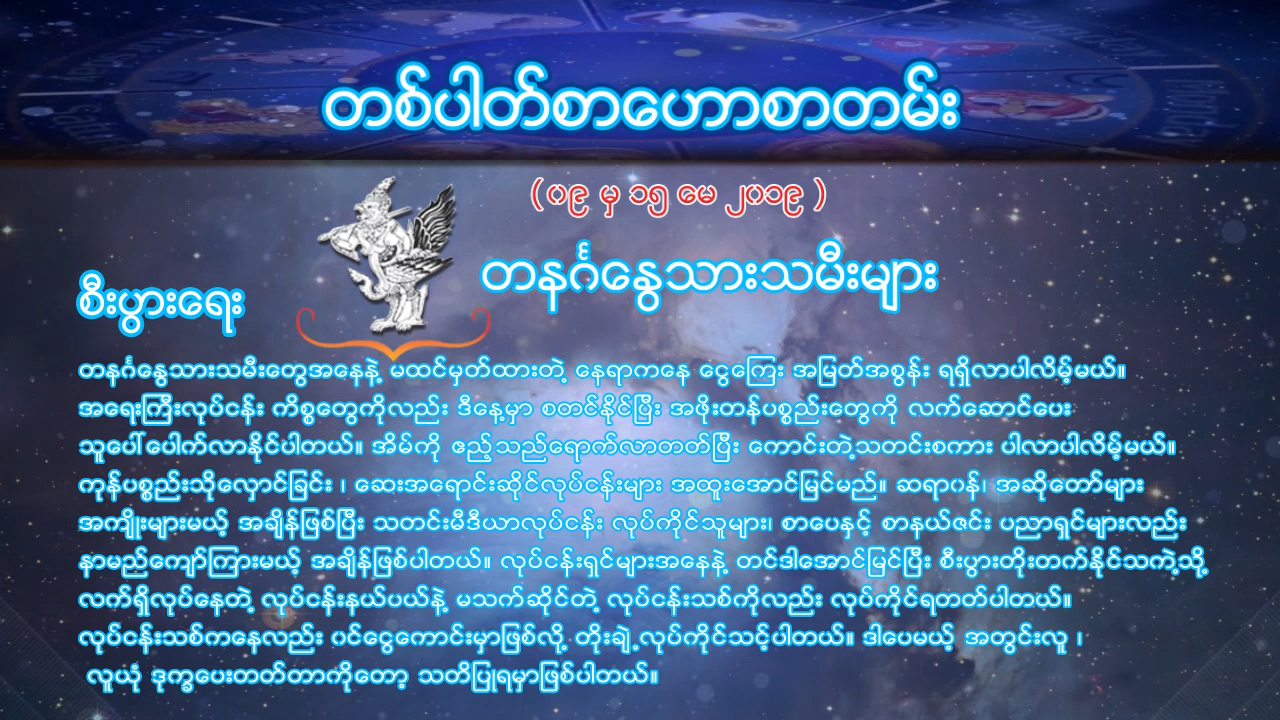 တစ်ပါတ်စာဟောစာတမ်း
( ၀၉ မှ ၁၅ မေ ၂၀၁၉ )
တနင်္ဂနွေသားသမီးများ
စီးပွားရေး
တနင်္ဂနွေသားသမီးတွေအနေနဲ့ မထင်မှတ်ထားတဲ့ နေရာကနေ ငွေကြေး အမြတ်အစွန်း ရရှိလာပါလိမ့်မယ်။
အရေးကြီးလုပ်ငန်း ကိစ္စတွေကိုလည်း ဒီနေ့မှာ စတင်နိုင်ပြီး အဖိုးတန်ပစ္စည်းတွေကို လက်ဆောင်ပေး
သူပေါ်ပေါက်လာနိုင်ပါတယ်။ အိမ်ကို ဧည့်သည်ရောက်လာတတ်ပြီး ကောင်းတဲ့သတင်းစကား ပါလာပါလိမ့်မယ်။
ကုန်ပစ္စည်းသိုလှောင်ခြင်း ၊ ဆေးအရောင်းဆိုင်လုပ်ငန်းများ အထူးအောင်မြင်မည်။ ဆရာဝန်၊ အဆိုတော်များ
အကျိုးများမယ့် အချိန်ဖြစ်ပြီး သတင်းမီဒီယာလုပ်ငန်း လုပ်ကိုင်သူများ၊ စာပေနှင့် စာနယ်ဇင်း ပညာရှင်များလည်း
နာမည်ကျော်ကြားမယ့် အချိန်ဖြစ်ပါတယ်။ လုပ်ငန်းရှင်များအနေနဲ့ တင်ဒါအောင်မြင်ပြီး စီးပွားတိုးတက်နိုင်သကဲ့သို့
လက်ရှိလုပ်နေတဲ့ လုပ်ငန်းနယ်ပယ်နဲ့ မသက်ဆိုင်တဲ့ လုပ်ငန်းသစ်ကိုလည်း လုပ်ကိုင်ရတတ်ပါတယ်။
လုပ်ငန်းသစ်ကနေလည်း ဝင်ငွေကောင်းမှာဖြစ်လို့ တိုးချဲ့လုပ်ကိုင်သင့်ပါတယ်။ ဒါပေမယ့် အတွင်းလူ ၊
လူယုံ ဒုက္ခပေးတတ်တာကိုတော့ သတိပြုရမှာဖြစ်ပါတယ်။